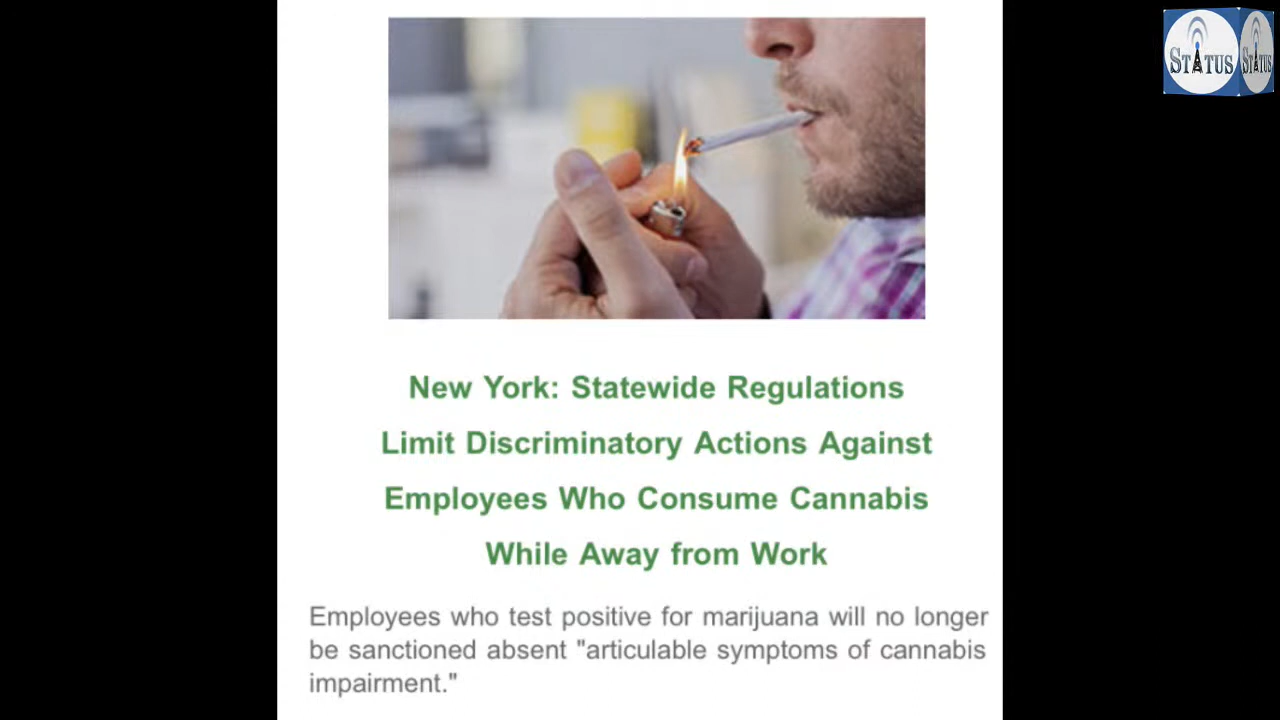 STATUS
STATUS
New York: Statewide Regulations
Limit Discriminatory Actions Against
Employees Who Consume Cannabis
While Away from Work
Employees who test positive for marijuana will no longer
be sanctioned absent "articulable symptoms of cannabis
impairment."